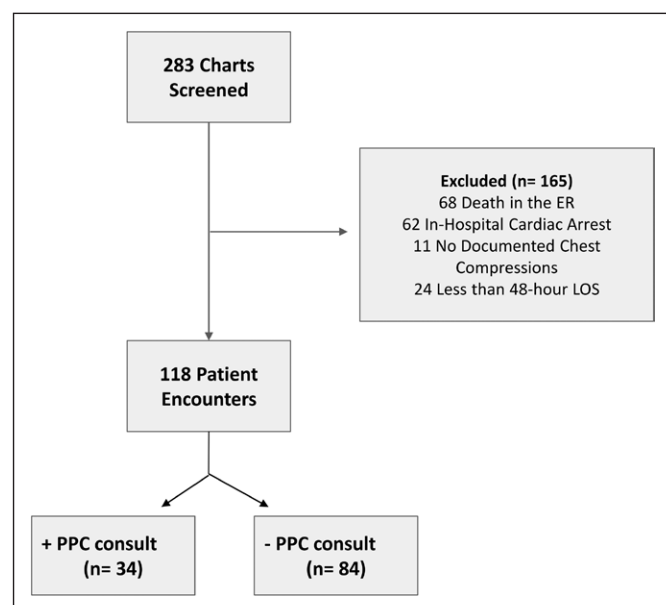 283 Charts
Screened
Excluded (n= 165)
68 Death in the ER
62 In-Hospital Cardiac Arrest
11 No Documented Chest
Compressions
24 Less than 48-hour LOS
118 Patient
Encounters
+ PPC consult
(n= 34)
- PPC consult
(n= 84)